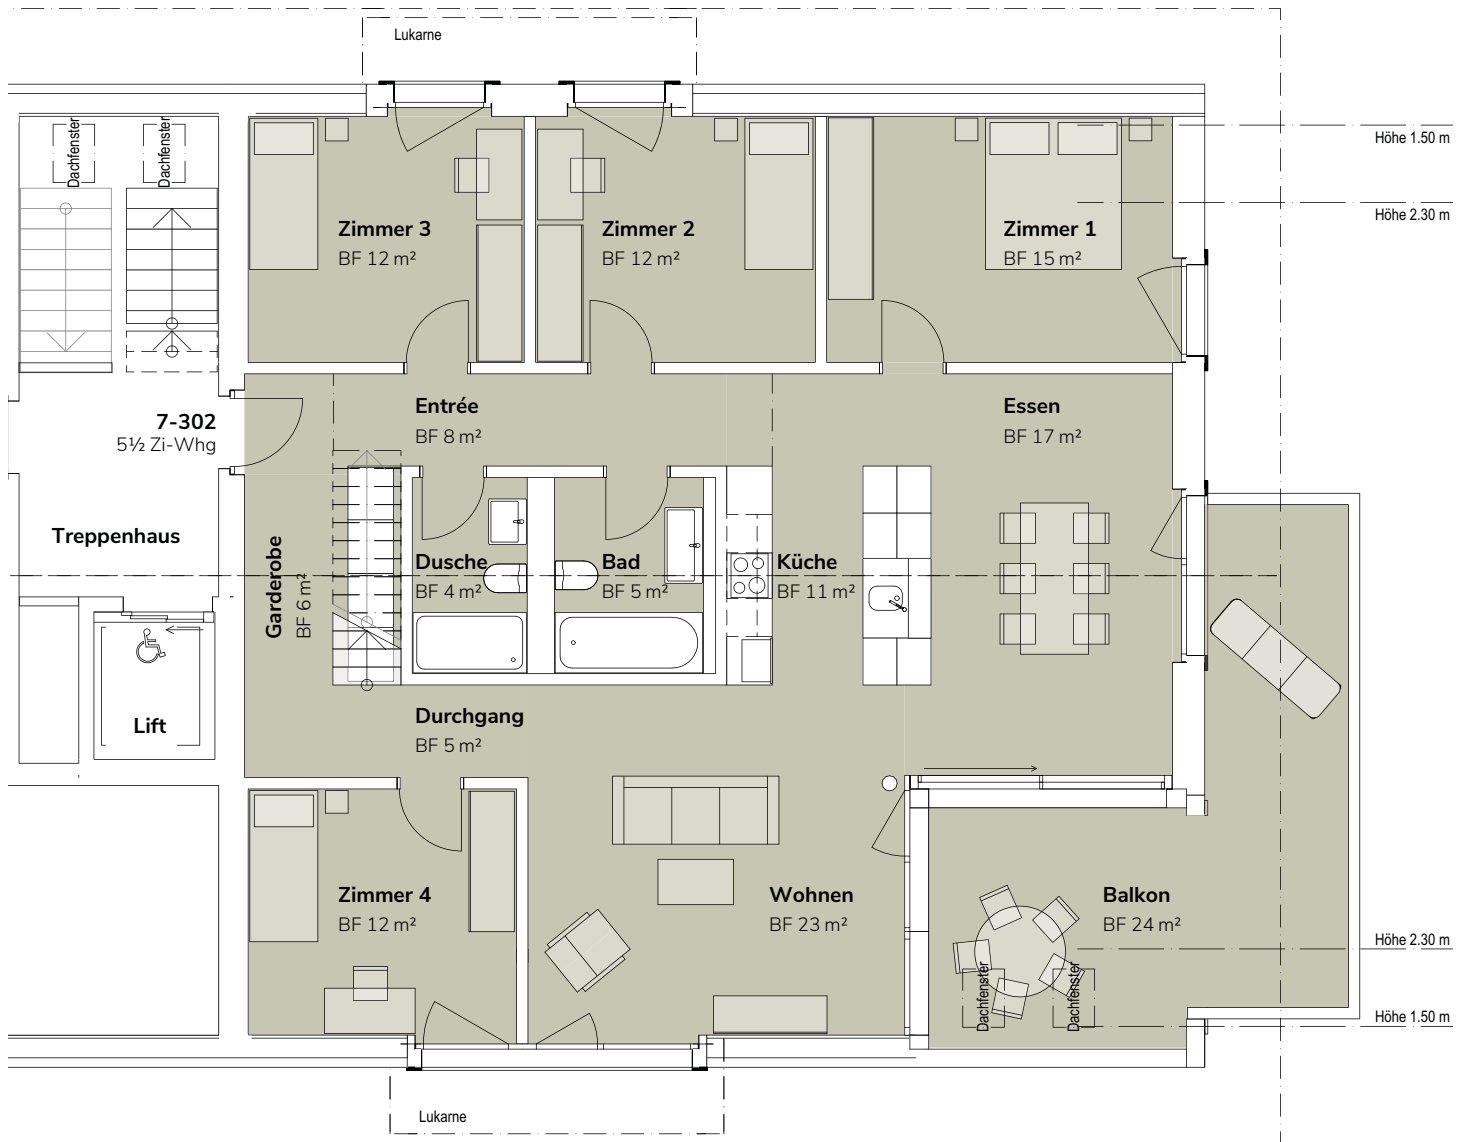 Lukarne
Dachfenster
Dachfenster
Höhe 1.50 m
Höhe 2.30 m
Zimmer 3
BF 12 m²
Zimmer 2
BF 12 m²
Zimmer 1
BF 15 m²
7-302
5½ Zi-Whg
Entrée
BF 8 m²
Essen
BF 17 m²
Treppenhaus
Garderobe
BF 6 m²
Dusche
BF 4 m²
Bad
BF 5 m²
Küche
BF 11 m²
Lift
Durchgang
BF 5 m²
Zimmer 4
BF 12 m²
Wohnen
BF 23 m²
Balkon
BF 24 m²
Dachfenster
Dachfenster
Höhe 2.30 m
Höhe 1.50 m
Lukarne